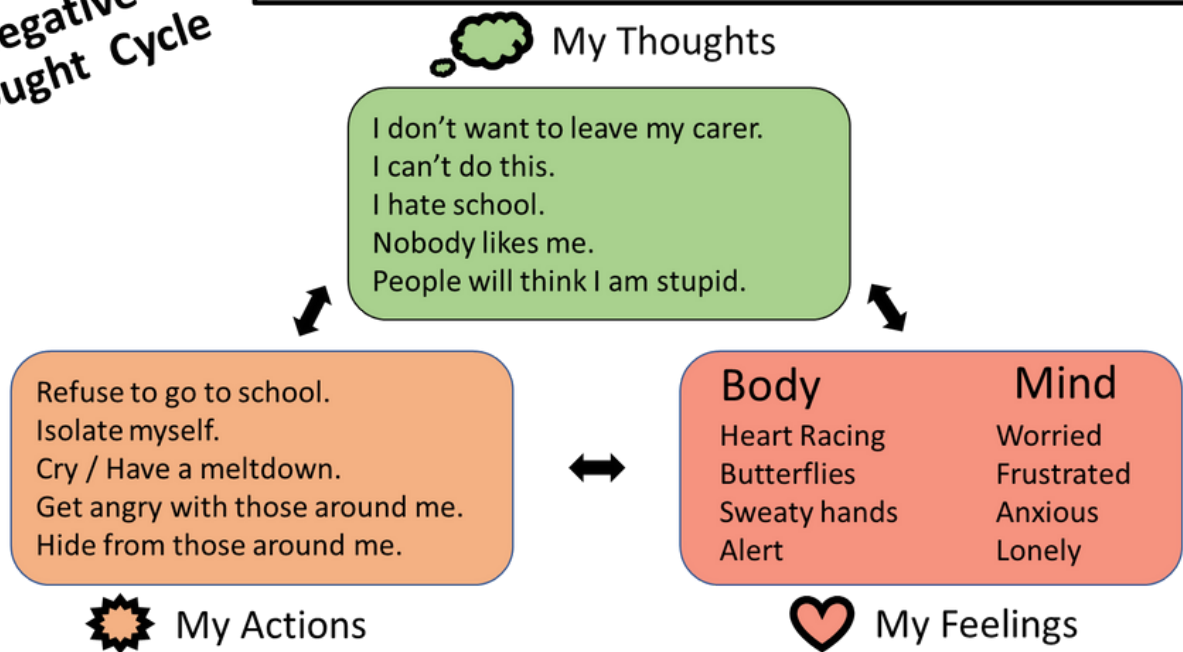 Cycle
My Thoughts
I don't want to leave my carer.
I can't do this.
I hate school.
Nobody likes me.
People will think I am stupid.
Refuse to go to school.
Isolate myself.
Cry / Have a meltdown.
Get angry with those around me.
Hide from those around me.
My Actions
Body Mind
Heart Racing Worried
Butterflies Frustrated
Sweaty hands Anxious
Alert Lonely
My Feelings